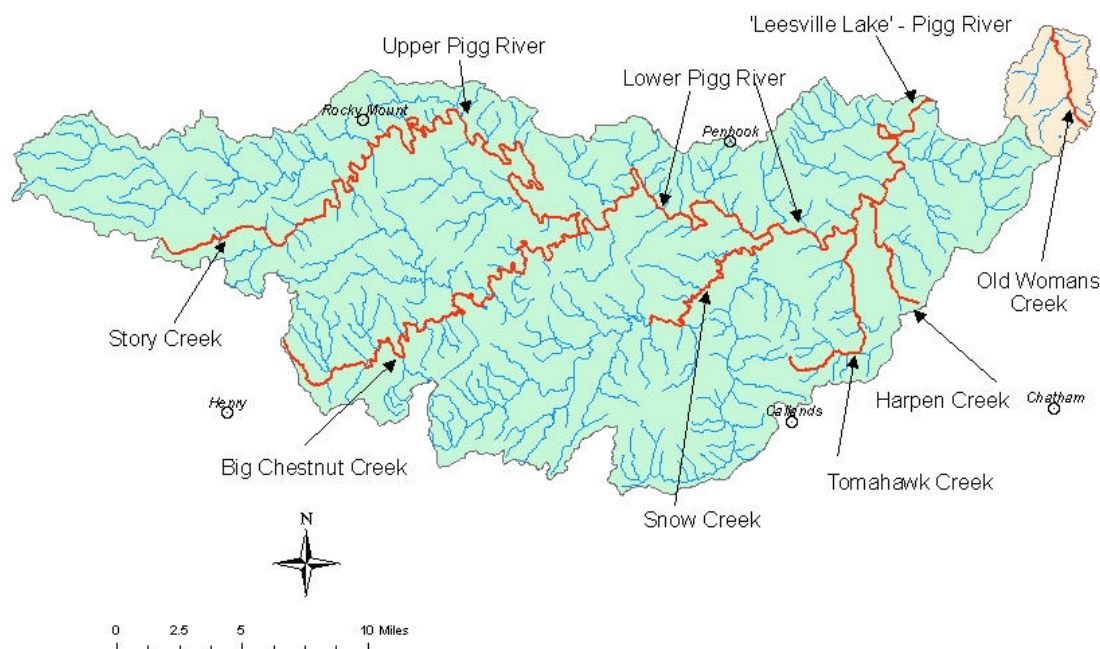 'Leesville Lake' - Pigg River
Upper Pigg River
Lower Pigg River
Rocky Mount
Penhook
Old Womans
Creek
Story Creek
Henry
Harpen Creek
Chatham
Callands
Big Chestnut Creek
Tomahawk Creek
Snow Creek
N
0 2.5 5 10 Miles